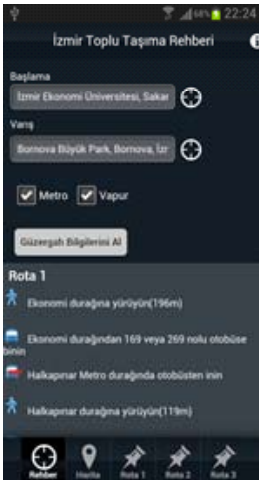 68% 22:24
İzmir Toplu Taşıma Rehberi
Başlama
İzmir Ekonomi Üniversitesi, Sakar
Varış
Bornova Büyük Park, Bornova, İzr
Metro Vapur
Güzergah Bilgilerini Al
Rota 1
Ekonomi durağına yürüyün(196m)
Ekonomi durağından 169 veya 269 nolu otobüse
binin
Halkapınar Metro durağında otobüsten inin
Halkapınar durağına yürüyün(119m)
Rehber Harita Rota 1 Rota 2 Rota 3